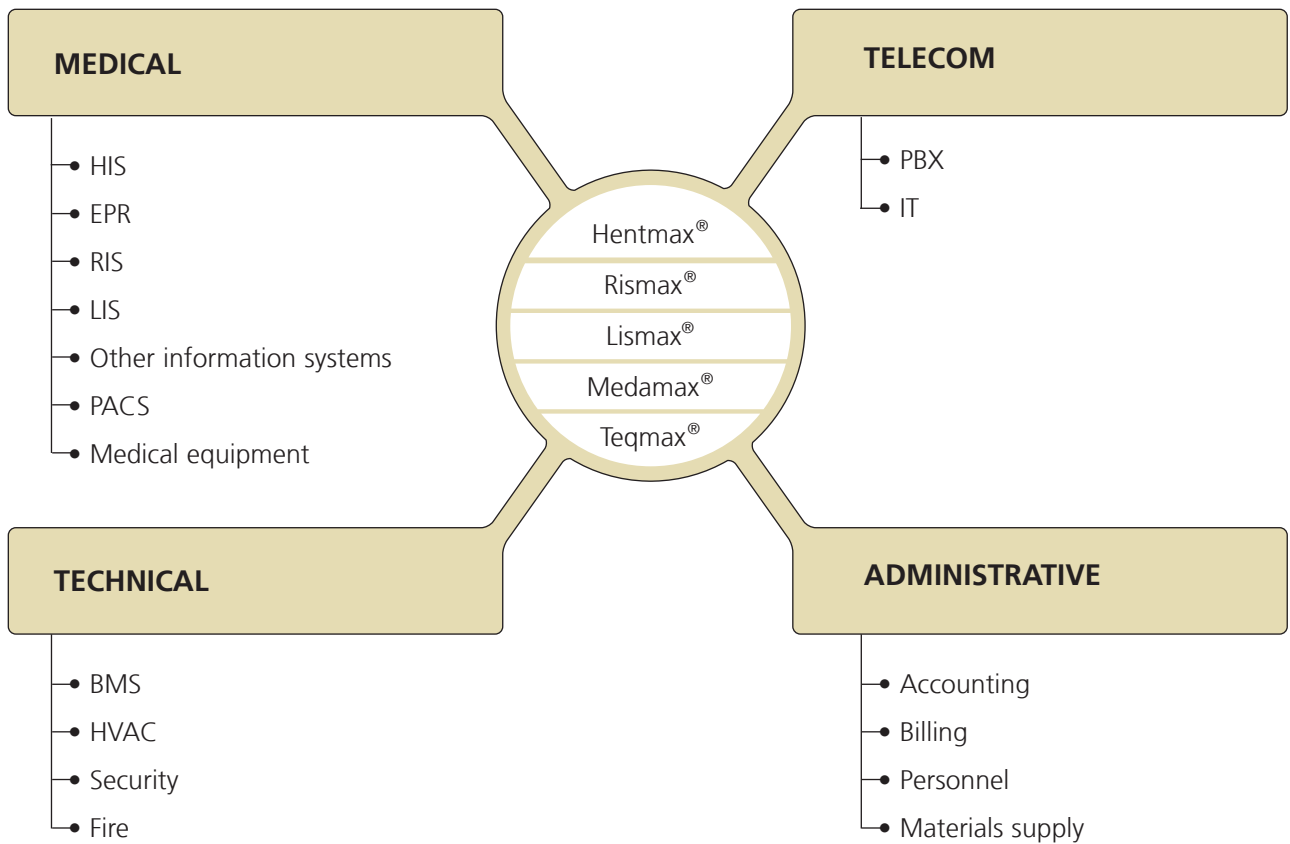 MEDICAL
HIS
EPR
RIS
LIS
Other information systems
PACS
Medical equipment
TELECOM
PBX
IT
Hentmax®
Rismax®
Lismax®
Medamax®
Teqmax®
TECHNICAL
BMS
HVAC
Security
Fire
ADMINISTRATIVE
Accounting
Billing
Personnel
Materials supply